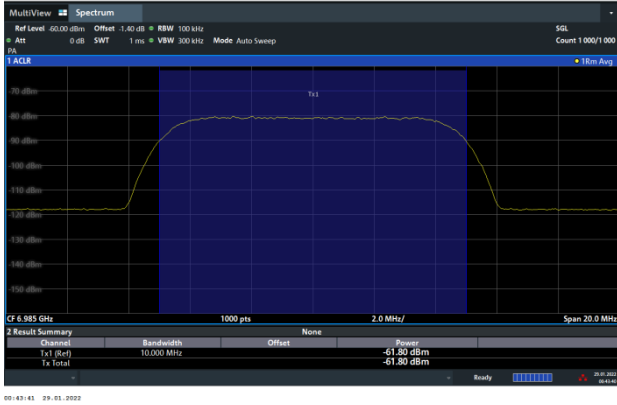 MultiView Spectrum
Ref Level -60.00 dBm Offset -1.40 dB RBW 100 kHz SGL
Att 0 dB SWT 1 ms VBW 300 kHz Mode Auto Sweep Count 1 000/1 000
PA
1 ACLR 1Rm Avg
-70 dBm
Tx1
-80 dBm
-90 dBm
-100 dBm
-110 dBm
-120 dBm
-130 dBm
-140 dBm
-150 dBm
CF 6.985 GHz 1000 pts 2.0 MHz/ Span 20.0 MHz
2 Result Summary None
Channel Bandwidth Offset Power
Tx1 (Ref) 10.000 MHz -61.80 dBm
Tx Total -61.80 dBm
Ready 29.01.2022
00:43:40
00:43:41 29.01.2022